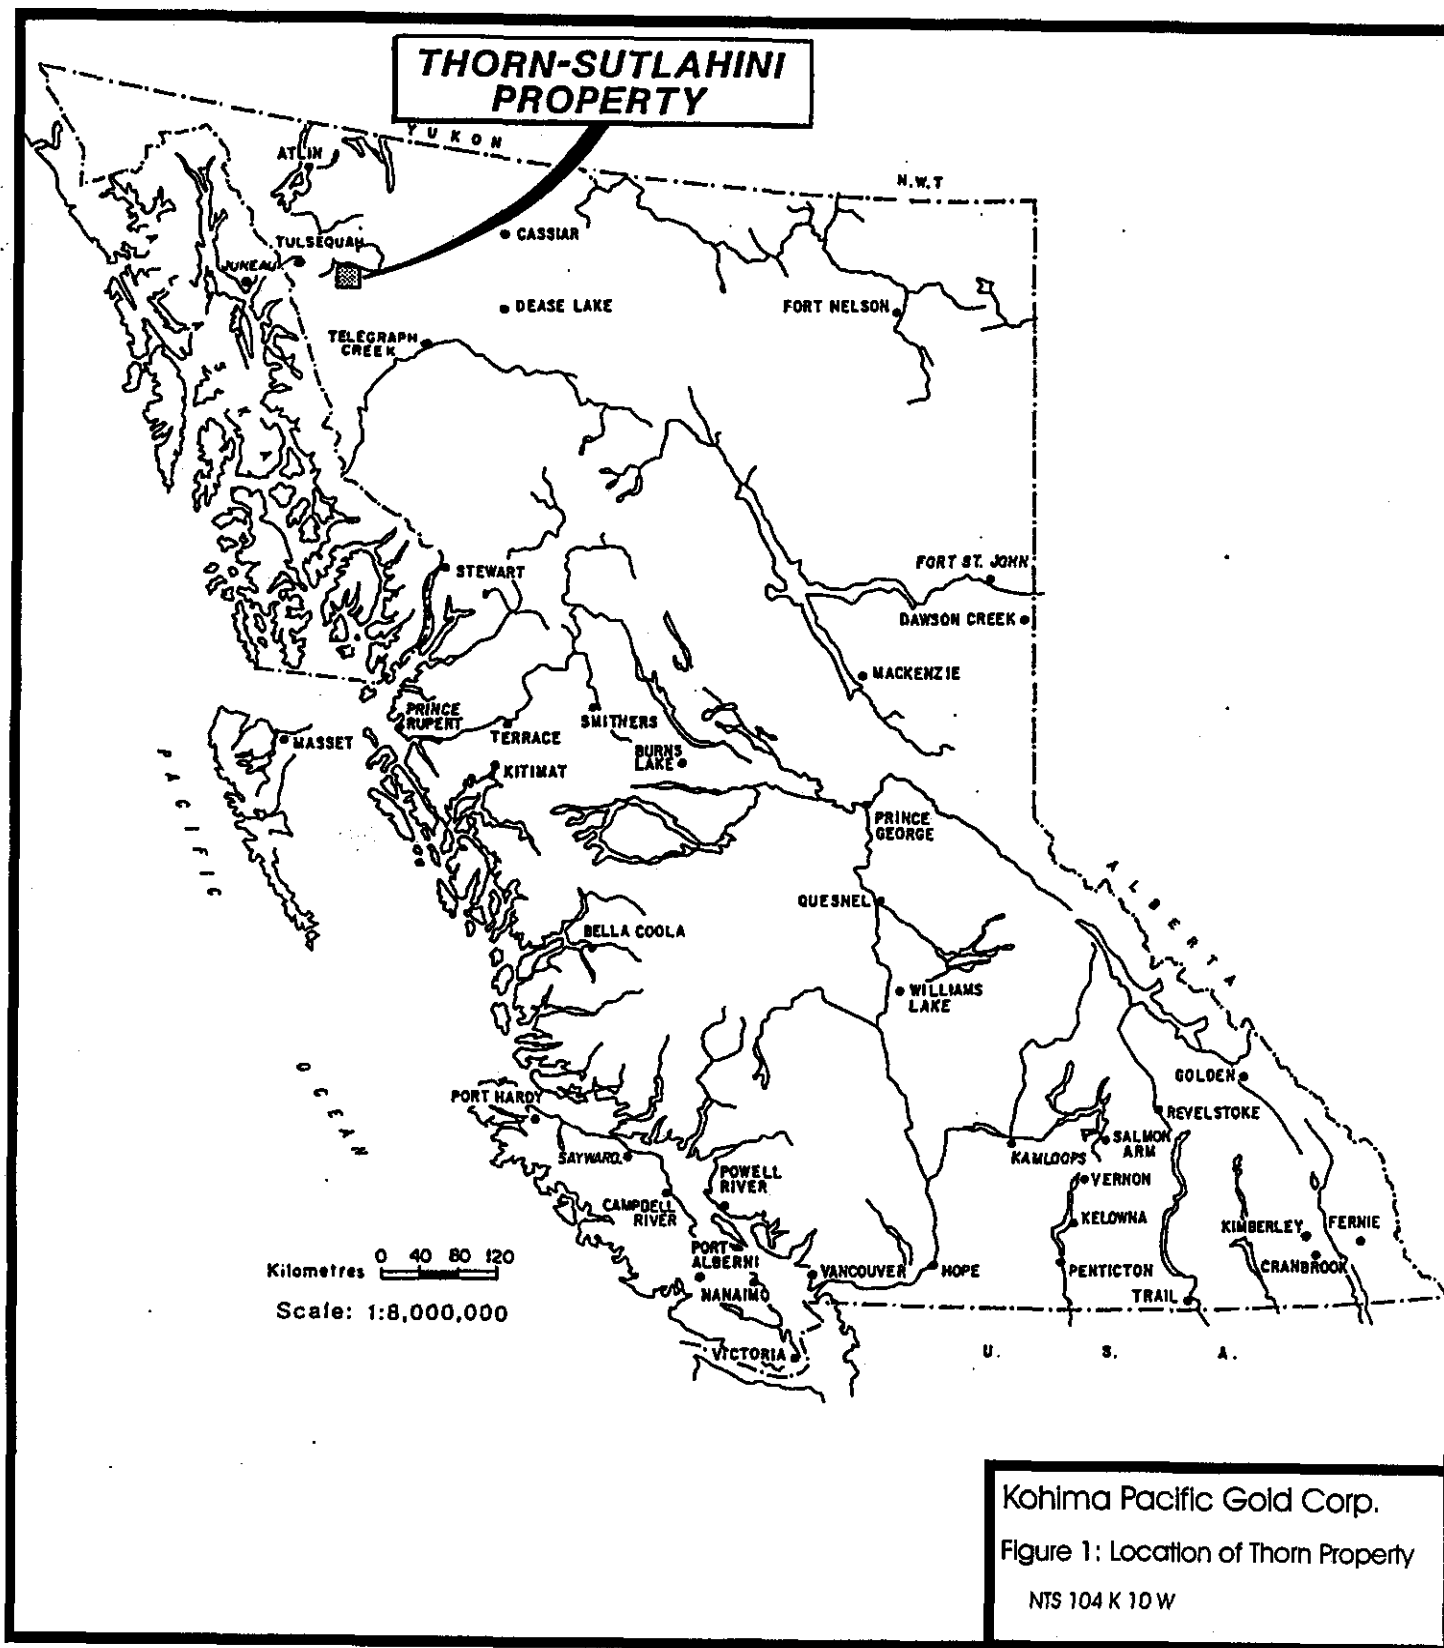 THORN-SUTLAHINI
PROPERTY
YUKON
N.W.T
ATLIN
TULSEQUAH
JUNEAU
CASSIAR
DEASE LAKE
FORT NELSON
TELEGRAPH
CREEK
ALASKA
STEWART
FORT ST. JOHN
DAWSON CREEK
MACKENZIE
PRINCE
RUPERT
TERRACE
SMITHERS
MASSET
KITIMAT
BURNS
LAKE
PRINCE
GEORGE
PACIFIC
ALBERTA
QUESNEL
BELLA COOLA
WILLIAMS
LAKE
OCEAN
GOLDEN
PORT HARDY
REVELSTOKE
SALMON
ARM
KAMLOOPS
SAYWARD
POWELL
RIVER
VERNON
CAMPBELL
RIVER
KELOWNA
KIMBERLEY
FERNIE
PORT
ALBERNI
CRANBROOK
VANCOUVER
HOPE
PENTICTON
NANAIMO
TRAIL
VICTORIA
U. S. A.
0 40 80 120
Kilometres
Scale: 1:8,000,000
Kohima Pacific Gold Corp.
Figure 1: Location of Thorn Property
NTS 104 K 10 W